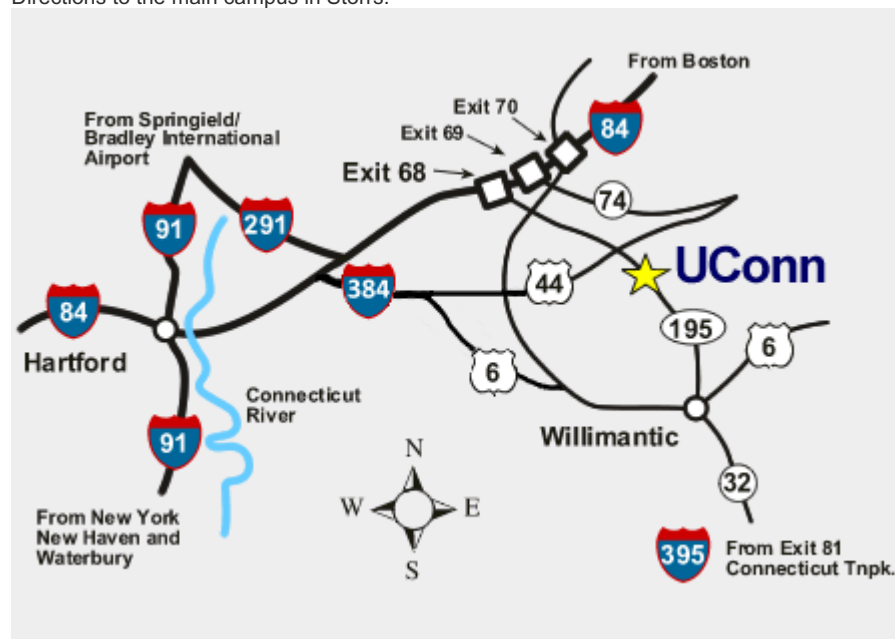 Directions to the main campus in Storrs:
From Boston
Exit 70
84
From Springield/
Bradley International
Airport
Exit 69
Exit 68
74
91
291
UConn
384
44
84
195
6
Hartford
6
Connecticut
River
91
Willimantic
N
W
E
S
32
From New York
New Haven and
Waterbury
395
From Exit 81
Connecticut Tnpk.